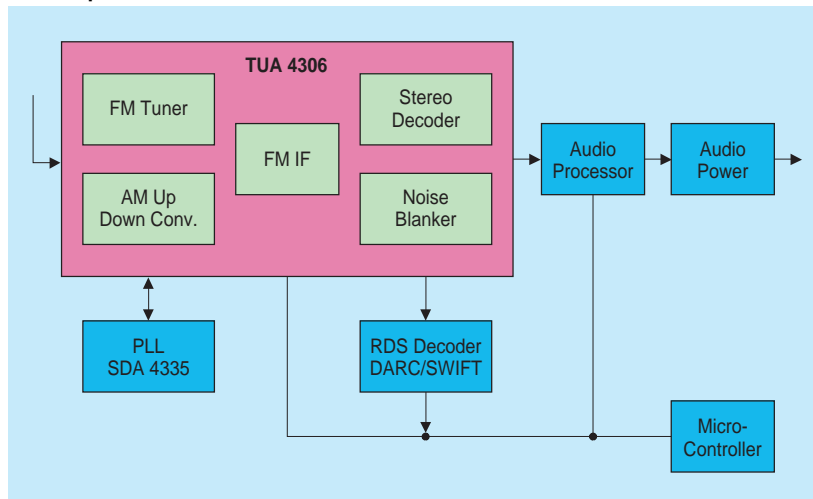 TUA 4306
FM Tuner
Stereo
Decoder
FM IF
AM Up
Down Conv.
Noise
Blanker
Audio
Processor
Audio
Power
PLL
SDA 4335
RDS Decoder
DARC/SWIFT
Micro-
Controller